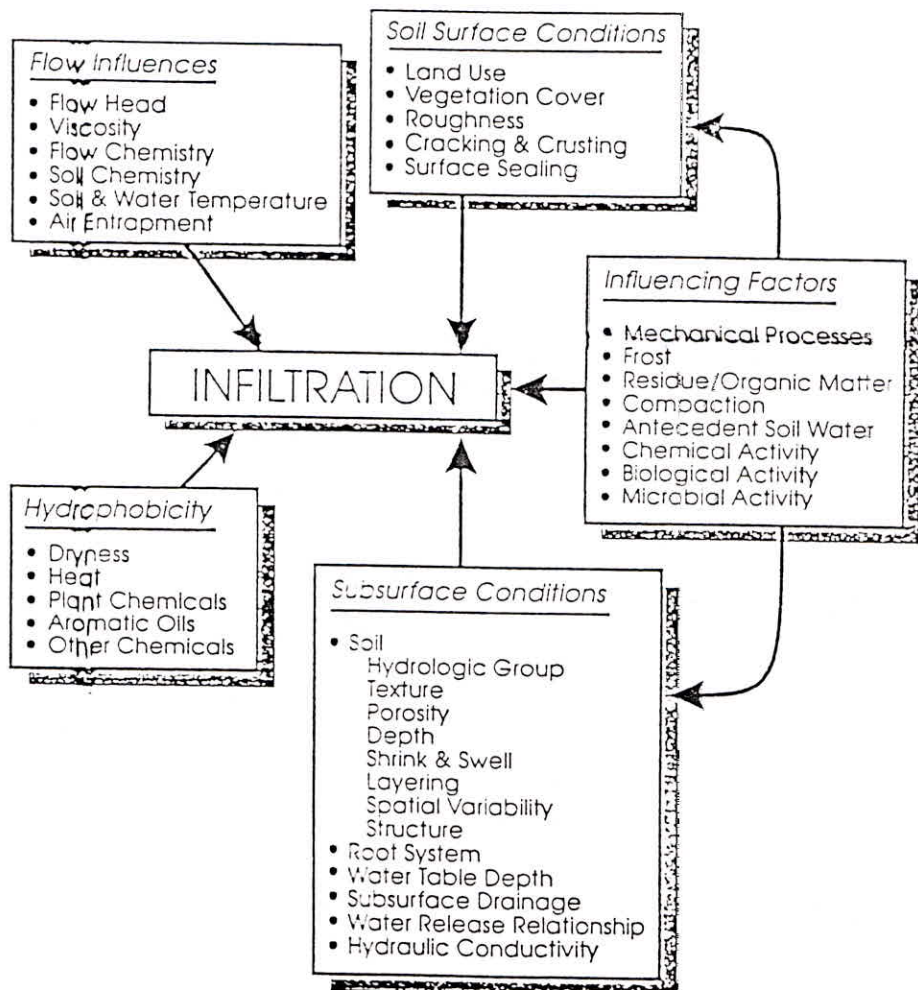 Flow Influences
• Flow Head
• Viscosity
• Flow Chemistry
• Soil Chemistry
• Soil & Water Temperature
• Air Entrapment
Soil Surface Conditions
• Land Use
• Vegetation Cover
• Roughness
• Cracking & Crusting
• Surface Sealing
Influencing Factors
• Mechanical Processes
• Frost
• Residue/Organic Matter
• Compaction
• Antecedent Soil Water
• Chemical Activity
• Biological Activity
• Microbial Activity
INFILTRATION
Hydrophobicity
• Dryness
• Heat
• Plant Chemicals
• Aromatic Oils
• Other Chemicals
Subsurface Conditions
• Soil
Hydrologic Group
Texture
Porosity
Depth
Shrink & Swell
Layering
Spatial Variability
Structure
• Root System
• Water Table Depth
• Subsurface Drainage
• Water Release Relationship
• Hydraulic Conductivity